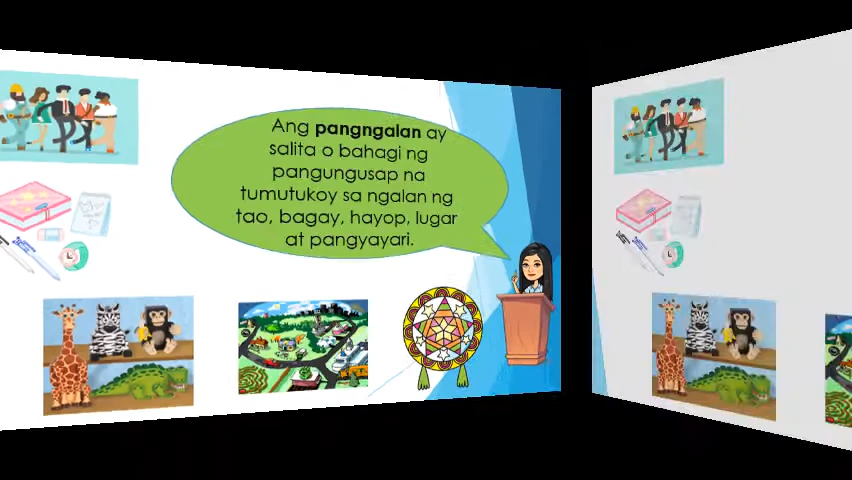 Ang pangngalan ay
salita o bahagi ng
pangungusap na
tumutukoy sa ngalan ng
tao, bagay, hayop, lugar
at pangyayari.